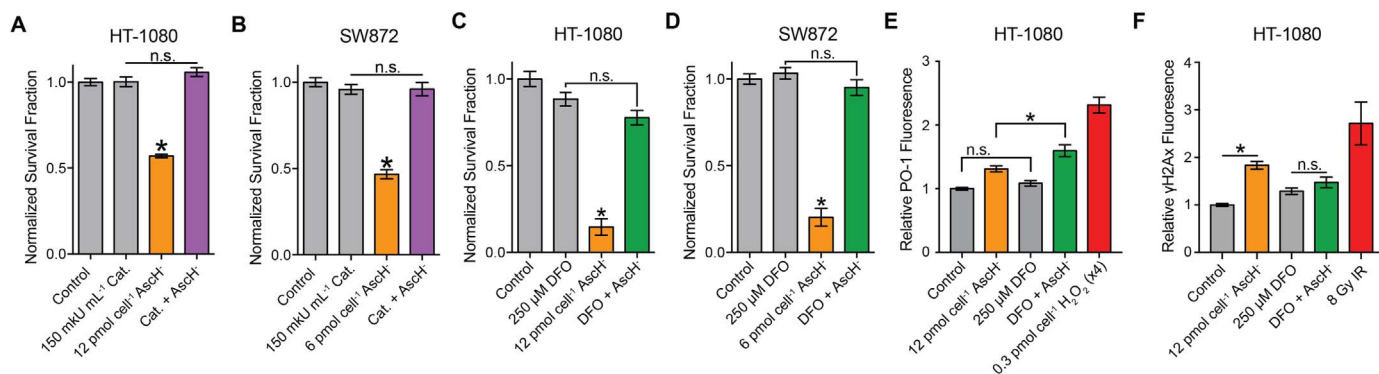 A
HT-1080
Normalized Survival Fraction
1.0
0.5
0.0
n.s.
*
Control
150 mkU mL-1 Cat.
12 pmol cell-1 AscH-
Cat. + AscH-
B
SW872
Normalized Survival Fraction
1.0
0.5
0.0
n.s.
*
Control
150 mkU mL-1 Cat.
6 pmol cell-1 AscH-
Cat. + AscH-
C
HT-1080
Normalized Survival Fraction
1.0
0.5
0.0
n.s.
*
Control
250 μM DFO
12 pmol cell-1 AscH-
DFO + AscH-
D
SW872
Normalized Survival Fraction
1.0
0.5
0.0
n.s.
*
Control
250 μM DFO
6 pmol cell-1 AscH-
DFO + AscH-
E
HT-1080
Relative PO-1 Fluoresence
3
2
1
0
n.s.
*
Control
12 pmol cell-1 AscH-
250 μM DFO
DFO + AscH-
0.3 pmol cell-1 H2O2 (x4)
F
HT-1080
Relative γH2Ax Fluoresence
4
3
2
1
0
*
n.s.
Control
12 pmol cell-1 AscH-
250 μM DFO
DFO + AscH-
8 Gy IR